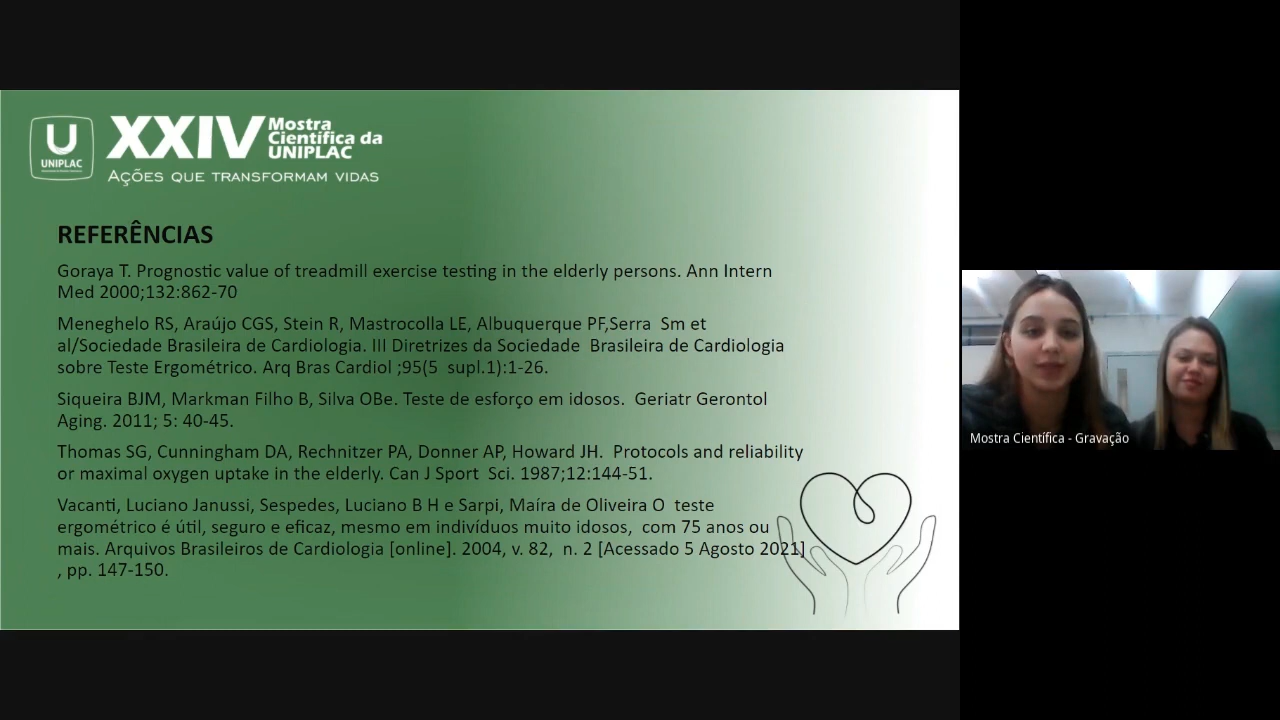 U
UNIPLAC
XXIV Mostra
Científica da
UNIPLAC
AÇÕES QUE TRANSFORMAM VIDAS
REFERÊNCIAS
Goraya T. Prognostic value of treadmill exercise testing in the elderly persons. Ann Intern
Med 2000;132:862-70
Meneghelo RS, Araújo CGS, Stein R, Mastrocolla LE, Albuquerque PF,Serra Sm et
al/Sociedade Brasileira de Cardiologia. III Diretrizes da Sociedade Brasileira de Cardiologia
sobre Teste Ergométrico. Arq Bras Cardiol ;95(5 supl.1):1-26.
Siqueira BJM, Markman Filho B, Silva OBe. Teste de esforço em idosos. Geriatr Gerontol
Aging. 2011; 5: 40-45.
Thomas SG, Cunningham DA, Rechnitzer PA, Donner AP, Howard JH. Protocols and reliability
or maximal oxygen uptake in the elderly. Can J Sport Sci. 1987;12:144-51.
Vacanti, Luciano Janussi, Sespedes, Luciano B H e Sarpi, Maíra de Oliveira O teste
ergométrico é útil, seguro e eficaz, mesmo em indivíduos muito idosos, com 75 anos ou
mais. Arquivos Brasileiros de Cardiologia [online]. 2004, v. 82, n. 2 [Acessado 5 Agosto 2021]
, pp. 147-150.
Mostra Científica - Gravação